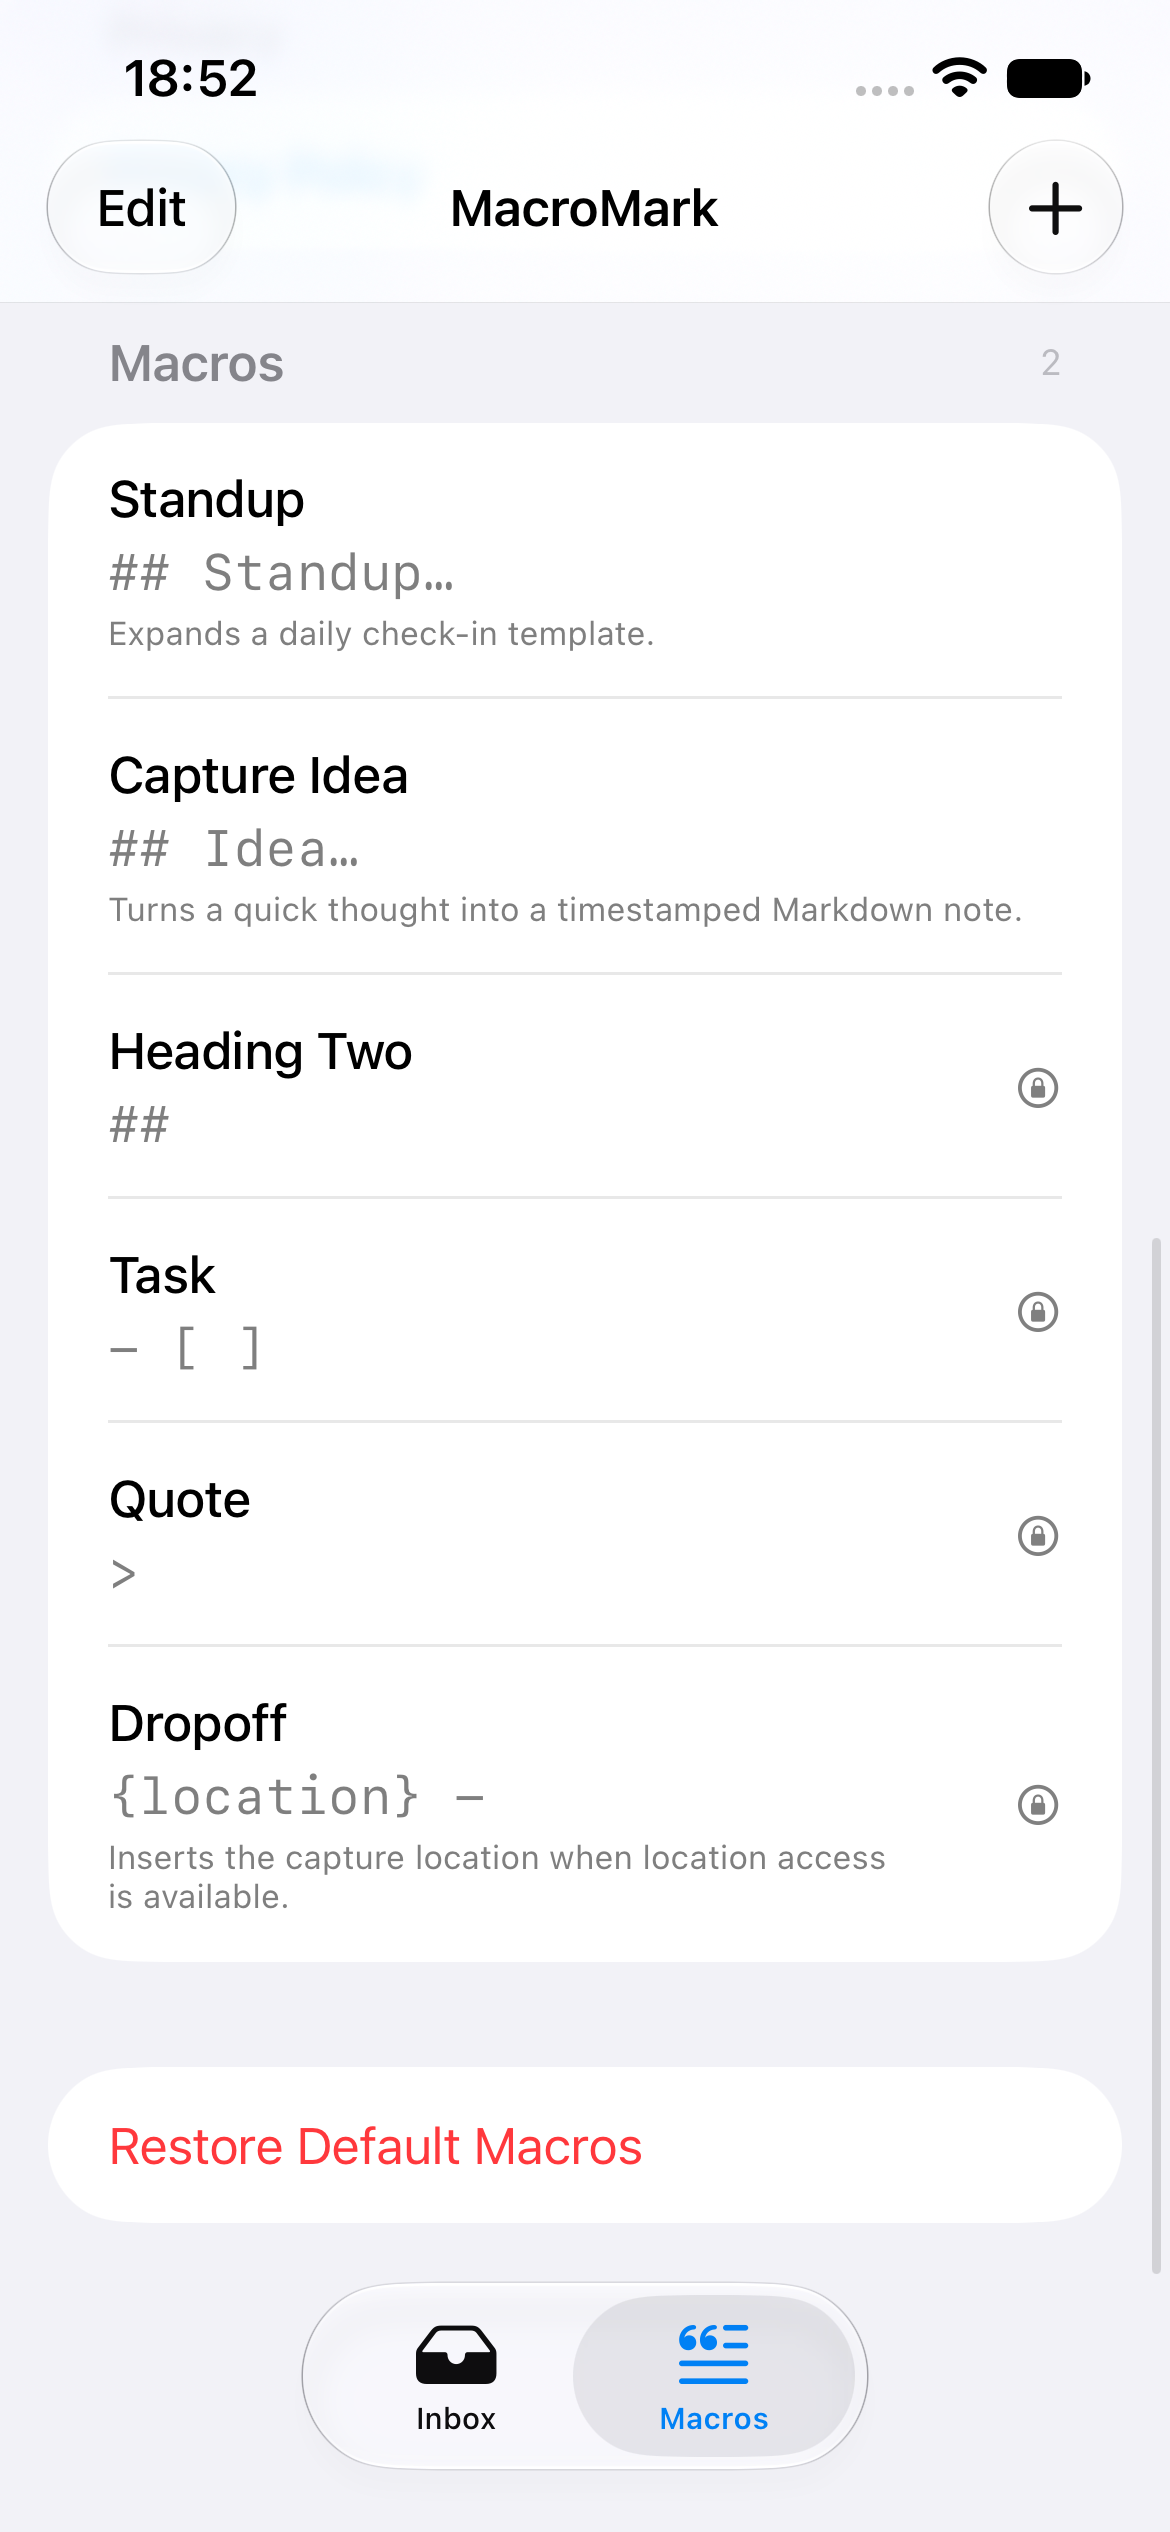 18:52
Edit
MacroMark
Macros
2
Standup
## Standup…
Expands a daily check-in template.
Capture Idea
## Idea…
Turns a quick thought into a timestamped Markdown note.
Heading Two
##
Task
- [ ]
Quote
>
Dropoff
{location} -
Inserts the capture location when location access
is available.
Restore Default Macros
Inbox
Macros